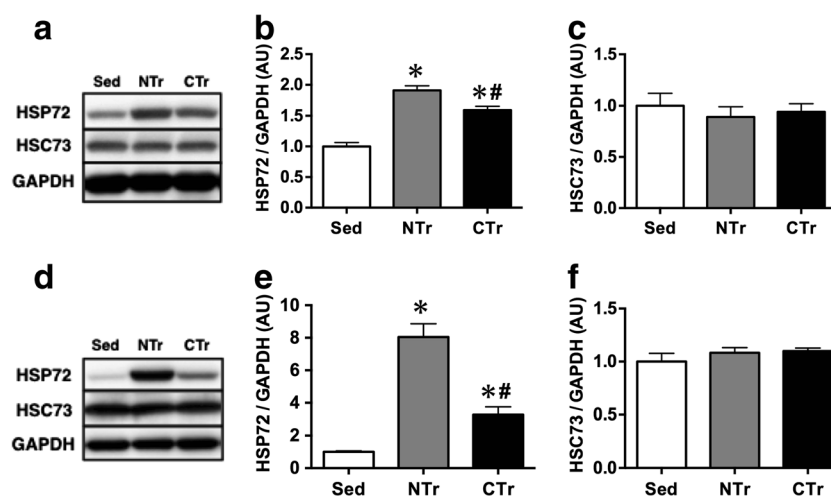 a
Sed NTr CTr
HSP72
HSC73
GAPDH
b
HSP72 / GAPDH (AU)
2.5
2.0
1.5
1.0
0.5
0.0
*
*#
Sed NTr CTr
c
HSC73 / GAPDH (AU)
1.5
1.0
0.5
0.0
Sed NTr CTr
d
Sed NTr CTr
HSP72
HSC73
GAPDH
e
HSP72 / GAPDH (AU)
10
8
6
4
2
0
*
*#
Sed NTr CTr
f
HSC73 / GAPDH (AU)
1.5
1.0
0.5
0.0
Sed NTr CTr